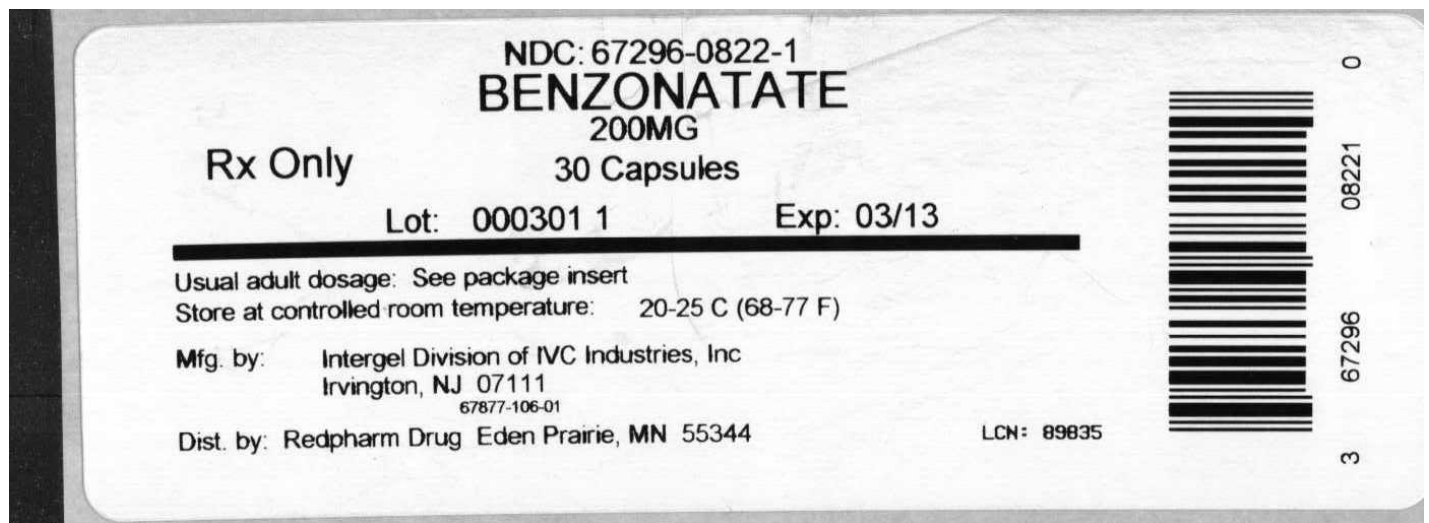 NDC: 67296-0822-1
BENZONATATE
200MG
Rx Only
30 Capsules
Lot: 000301 1 Exp: 03/13
Usual adult dosage: See package insert
Store at controlled room temperature: 20-25 C (68-77 F)
Mfg. by: Intergel Division of IVC Industries, Inc
Irvington, NJ 07111
67877-106-01
Dist. by: Redpharm Drug Eden Prairie, MN 55344
LCN: 89835
3 67296 08221 0